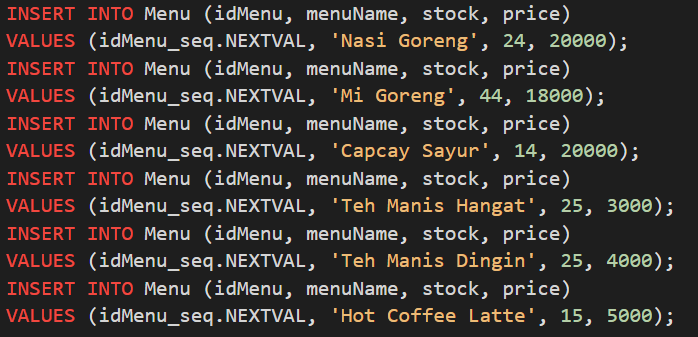 INSERT INTO Menu (idMenu, menuName, stock, price)
VALUES (idMenu_seq.NEXTVAL, 'Nasi Goreng', 24, 20000);
INSERT INTO Menu (idMenu, menuName, stock, price)
VALUES (idMenu_seq.NEXTVAL, 'Mi Goreng', 44, 18000);
INSERT INTO Menu (idMenu, menuName, stock, price)
VALUES (idMenu_seq.NEXTVAL, 'Capcay Sayur', 14, 20000);
INSERT INTO Menu (idMenu, menuName, stock, price)
VALUES (idMenu_seq.NEXTVAL, 'Teh Manis Hangat', 25, 3000);
INSERT INTO Menu (idMenu, menuName, stock, price)
VALUES (idMenu_seq.NEXTVAL, 'Teh Manis Dingin', 25, 4000);
INSERT INTO Menu (idMenu, menuName, stock, price)
VALUES (idMenu_seq.NEXTVAL, 'Hot Coffee Latte', 15, 5000);